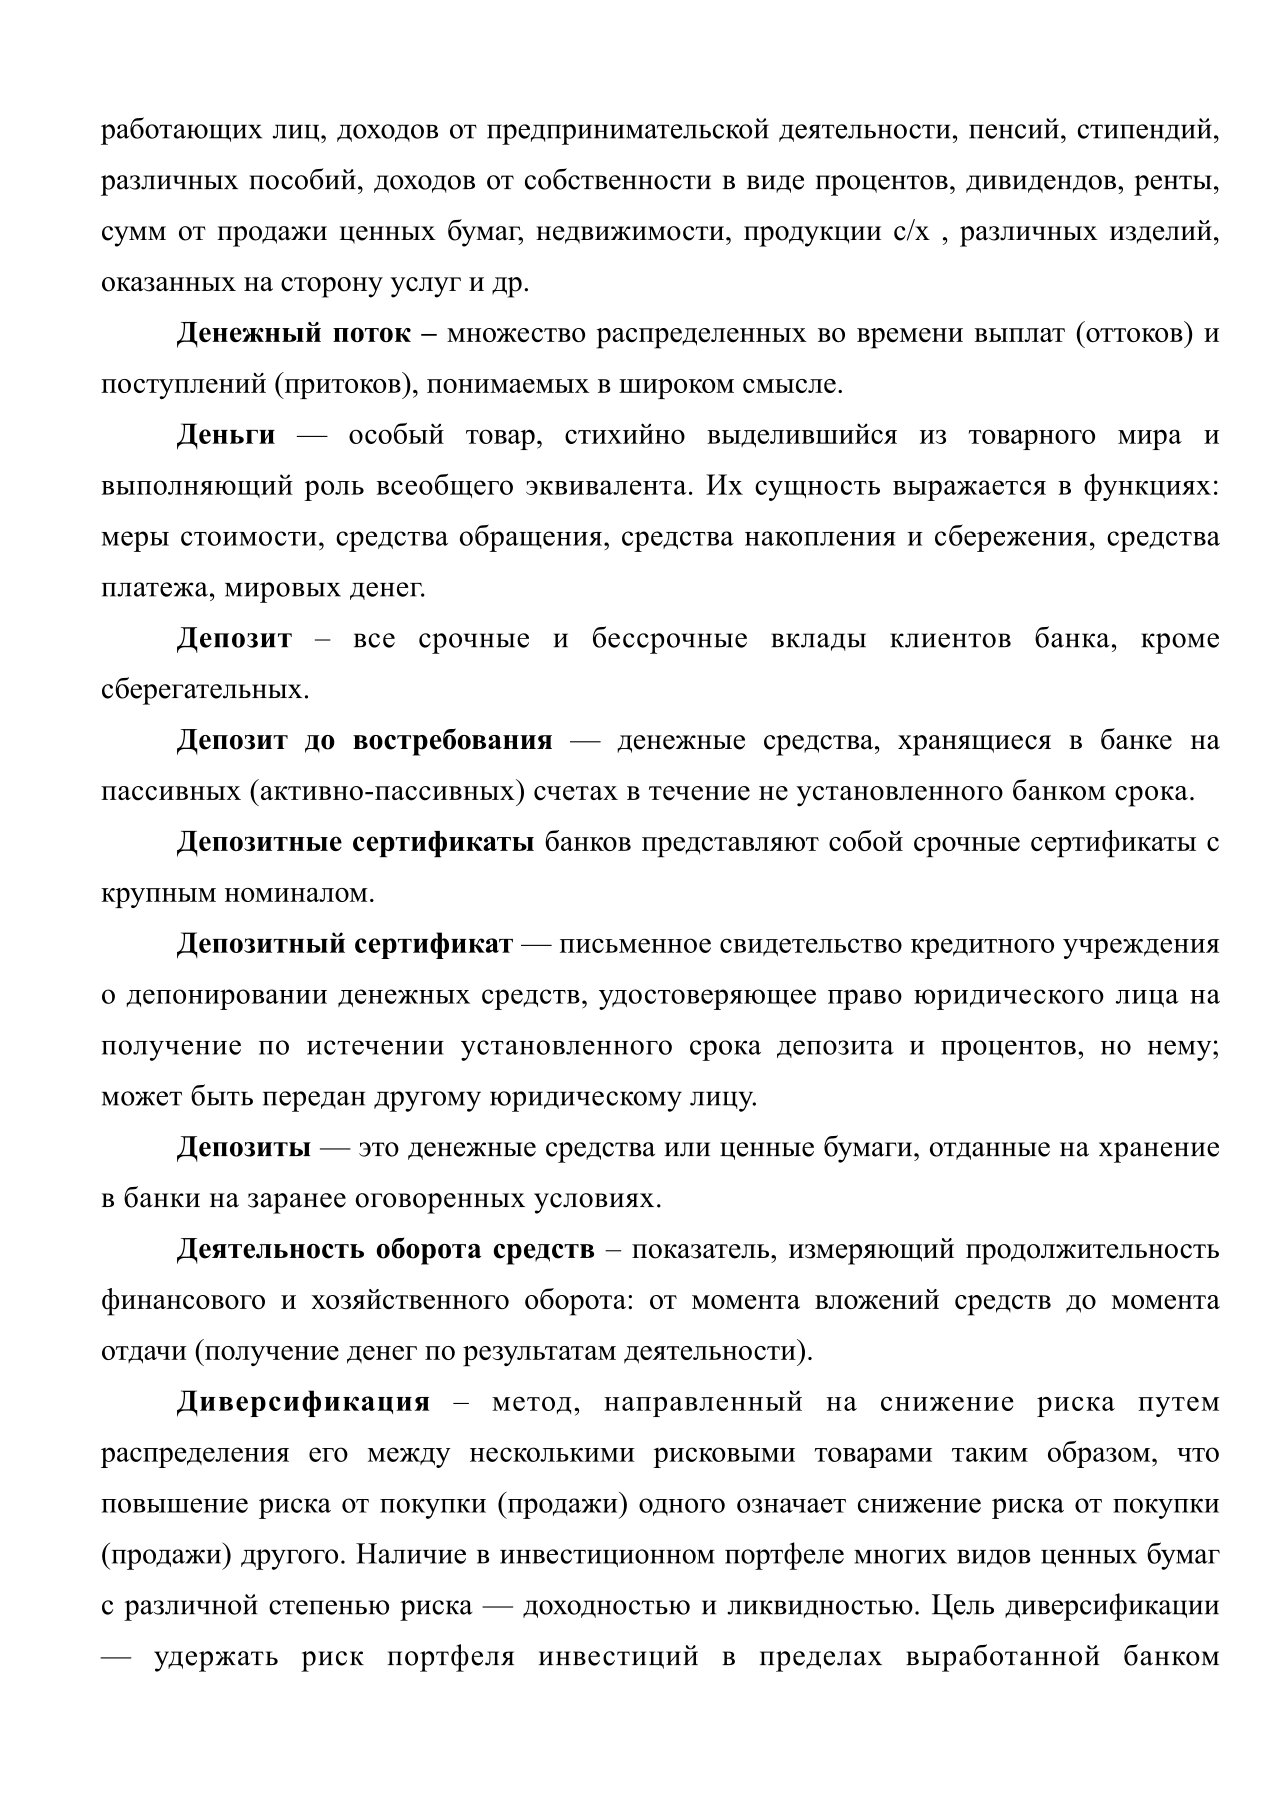 работающих лиц, доходов от предпринимательской деятельности, пенсий, стипендий,
различных пособий, доходов от собственности в виде процентов, дивидендов, ренты,
сумм от продажи ценных бумаг, недвижимости, продукции с/х , различных изделий,
оказанных на сторону услуг и др.
Денежный поток – множество распределенных во времени выплат (оттоков) и
поступлений (притоков), понимаемых в широком смысле.
Деньги — особый товар, стихийно выделившийся из товарного мира и
выполняющий роль всеобщего эквивалента. Их сущность выражается в функциях:
меры стоимости, средства обращения, средства накопления и сбережения, средства
платежа, мировых денег.
Депозит – все срочные и бессрочные вклады клиентов банка, кроме
сберегательных.
Депозит до востребования — денежные средства, хранящиеся в банке на
пассивных (активно-пассивных) счетах в течение не установленного банком срока.
Депозитные сертификаты банков представляют собой срочные сертификаты с
крупным номиналом.
Депозитный сертификат — письменное свидетельство кредитного учреждения
о депонировании денежных средств, удостоверяющее право юридического лица на
получение по истечении установленного срока депозита и процентов, но нему;
может быть передан другому юридическому лицу.
Депозиты — это денежные средства или ценные бумаги, отданные на хранение
в банки на заранее оговоренных условиях.
Деятельность оборота средств – показатель, измеряющий продолжительность
финансового и хозяйственного оборота: от момента вложений средств до момента
отдачи (получение денег по результатам деятельности).
Диверсификация – метод, направленный на снижение риска путем
распределения его между несколькими рисковыми товарами таким образом, что
повышение риска от покупки (продажи) одного означает снижение риска от покупки
(продажи) другого. Наличие в инвестиционном портфеле многих видов ценных бумаг
с различной степенью риска — доходностью и ликвидностью. Цель диверсификации
— удержать риск портфеля инвестиций в пределах выработанной банком